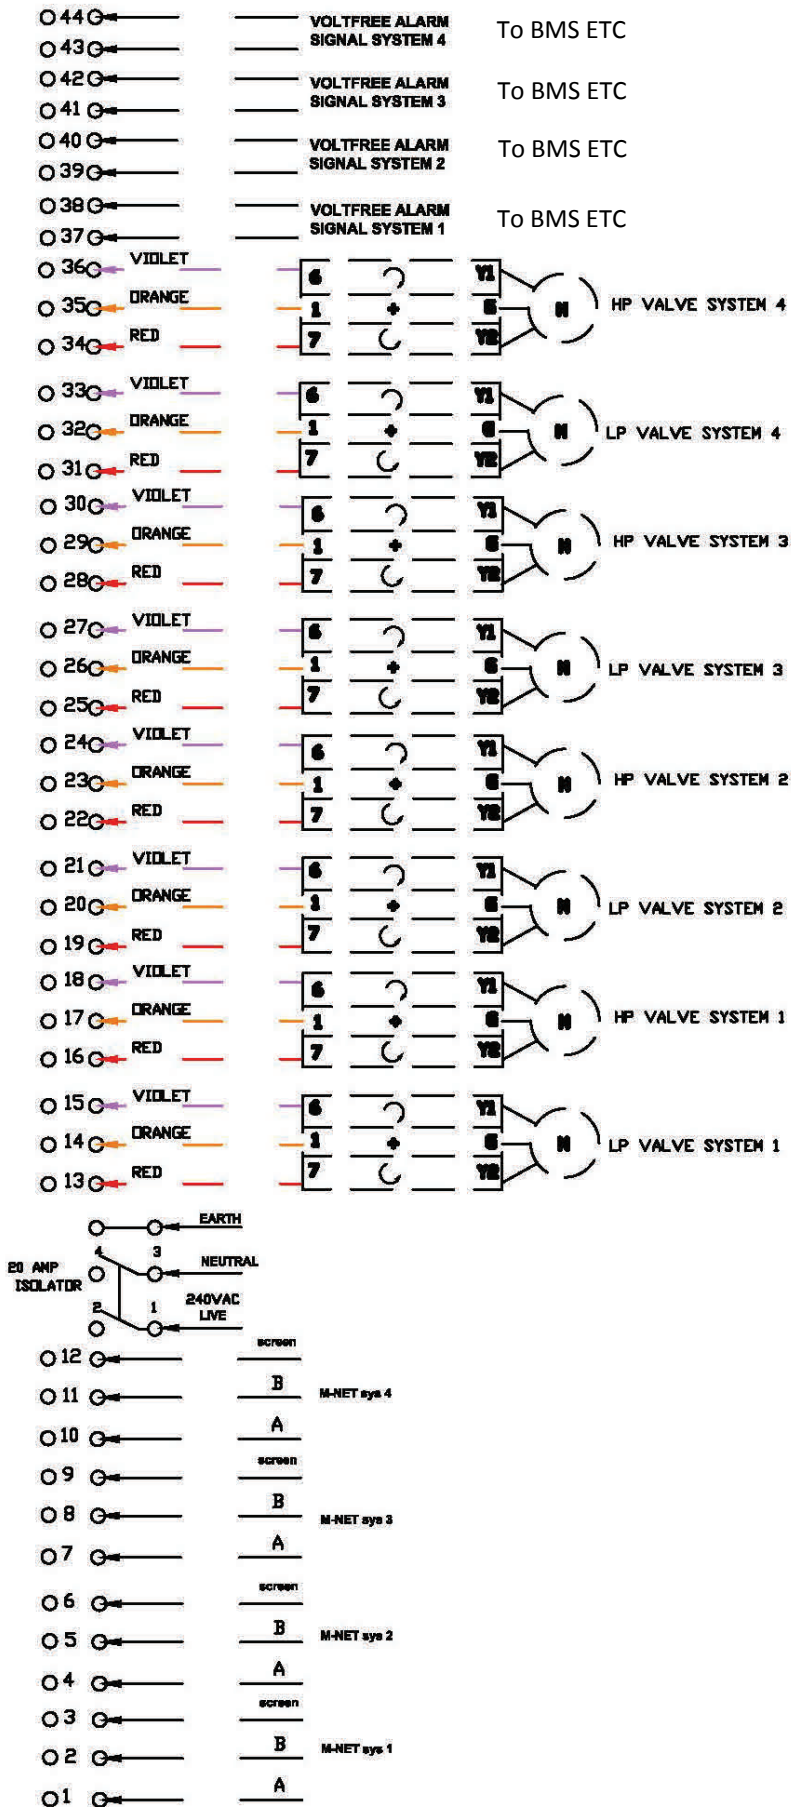 44 VOLTFREE ALARM To BMS ETC
43 SIGNAL SYSTEM 4
42 VOLTFREE ALARM To BMS ETC
41 SIGNAL SYSTEM 3
40 VOLTFREE ALARM To BMS ETC
39 SIGNAL SYSTEM 2
38 VOLTFREE ALARM To BMS ETC
37 SIGNAL SYSTEM 1
36 VIOLET 6 Y1
35 ORANGE 1 G M HP VALVE SYSTEM 4
34 RED 7 Y2
33 VIOLET 6 Y1
32 ORANGE 1 G M LP VALVE SYSTEM 4
31 RED 7 Y2
30 VIOLET 6 Y1
29 ORANGE 1 G M HP VALVE SYSTEM 3
28 RED 7 Y2
27 VIOLET 6 Y1
26 ORANGE 1 G M LP VALVE SYSTEM 3
25 RED 7 Y2
24 VIOLET 6 Y1
23 ORANGE 1 G M HP VALVE SYSTEM 2
22 RED 7 Y2
21 VIOLET 6 Y1
20 ORANGE 1 G M LP VALVE SYSTEM 2
19 RED 7 Y2
18 VIOLET 6 Y1
17 ORANGE 1 G M HP VALVE SYSTEM 1
16 RED 7 Y2
15 VIOLET 6 Y1
14 ORANGE 1 G M LP VALVE SYSTEM 1
13 RED 7 Y2
EARTH
4 3
20 AMP NEUTRAL
ISOLATOR
2 1 240VAC
LIVE
12 screen
11 B M-NET sys 4
10 A
9 screen
8 B M-NET sys 3
7 A
6 screen
5 B M-NET sys 2
4 A
3 screen
2 B M-NET sys 1
1 A